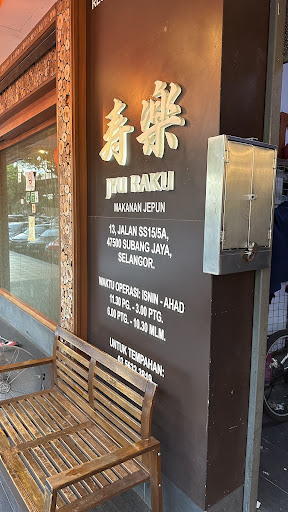 寿樂
JYU RAKU
MAKANAN JEPUN
13, JALAN SS15/5A,
47500 SUBANG JAYA,
SELANGOR.
WAKTU OPERASI: ISNIN - AHAD
11.30 PG. - 3.00 PTG.
6.00 PTG. - 10.30 MLM.
UNTUK TEMPAHAN: